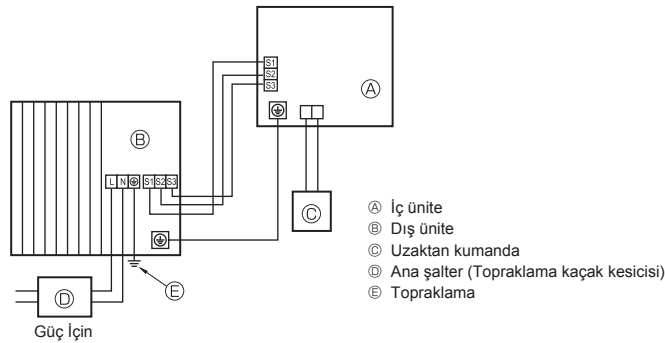 S1
S2
S3
Ⓐ
Ⓑ
L N S1 S2 S3
Ⓒ
Ⓓ
Ⓔ
Güç İçin
Ⓐ İç ünite
Ⓑ Dış ünite
Ⓒ Uzaktan kumanda
Ⓓ Ana şalter (Topraklama kaçak kesicisi)
Ⓔ Topraklama